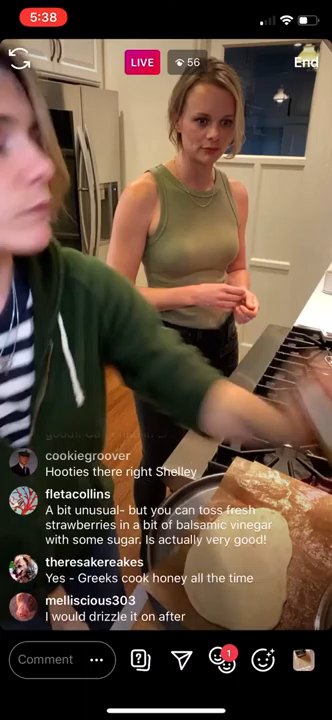 5:38
LIVE
56
End
cookiegroover
Hooties there right Shelley
fletacollins
A bit unusual- but you can toss fresh
strawberries in a bit of balsamic vinegar
with some sugar. Is actually very good!
theresakereakes
Yes - Greeks cook honey all the time
melliscious303
I would drizzle it on after
Comment
1